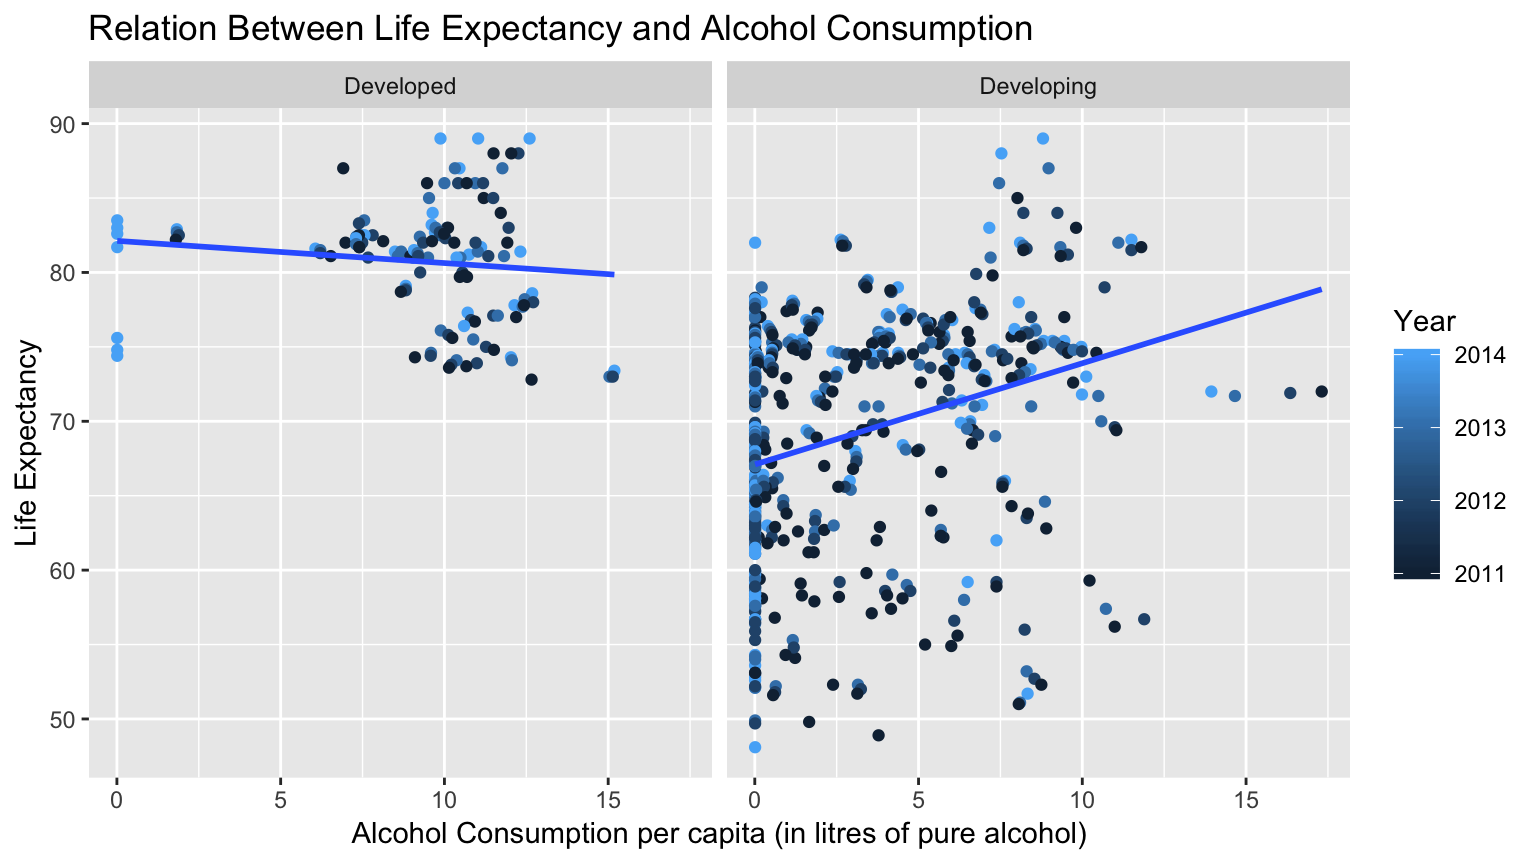 Relation Between Life Expectancy and Alcohol Consumption
Developed
Developing
90
80
70
60
50
Life Expectancy
0 5 10 15
0 5 10 15
Alcohol Consumption per capita (in litres of pure alcohol)
Year
2014
2013
2012
2011